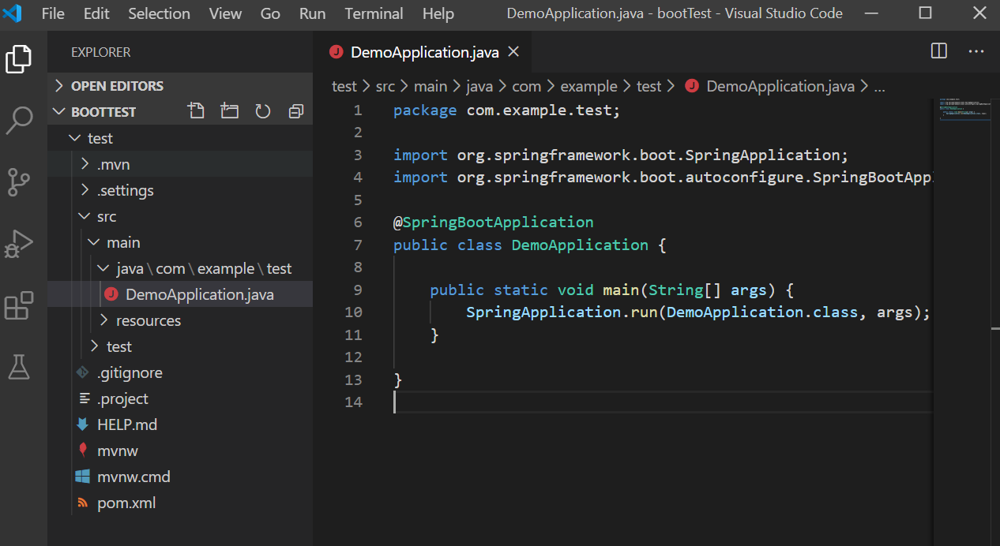 File Edit Selection View Go Run Terminal Help DemoApplication.java - bootTest - Visual Studio Code
EXPLORER
OPEN EDITORS
BOOTTEST
test
.mvn
.settings
src
main
java\com\example\test
DemoApplication.java
resources
test
.gitignore
.project
HELP.md
mvnw
mvnw.cmd
pom.xml
DemoApplication.java
test > src > main > java > com > example > test > DemoApplication.java > ...
1 package com.example.test;
2
3 import org.springframework.boot.SpringApplication;
4 import org.springframework.boot.autoconfigure.SpringBootApp
5
6 @SpringBootApplication
7 public class DemoApplication {
8
9 public static void main(String[] args) {
10 SpringApplication.run(DemoApplication.class, args);
11 }
12
13 }
14